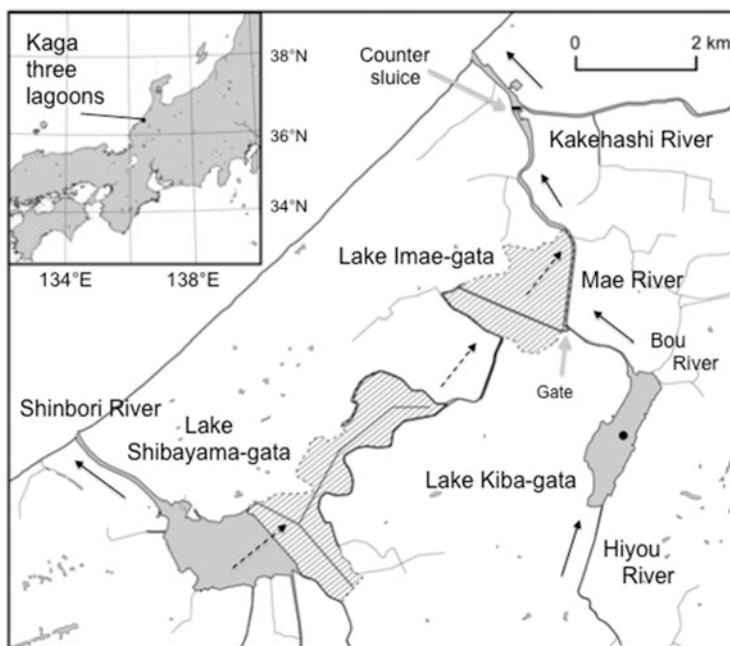 Kaga
three
lagoons
38°N
36°N
34°N
134°E
138°E
Counter
sluice
0
2 km
Kakehashi River
Lake Imae-gata
Mae River
Bou
River
Gate
Shinbori River
Lake
Shibayama-gata
Lake Kiba-gata
Hiyou
River